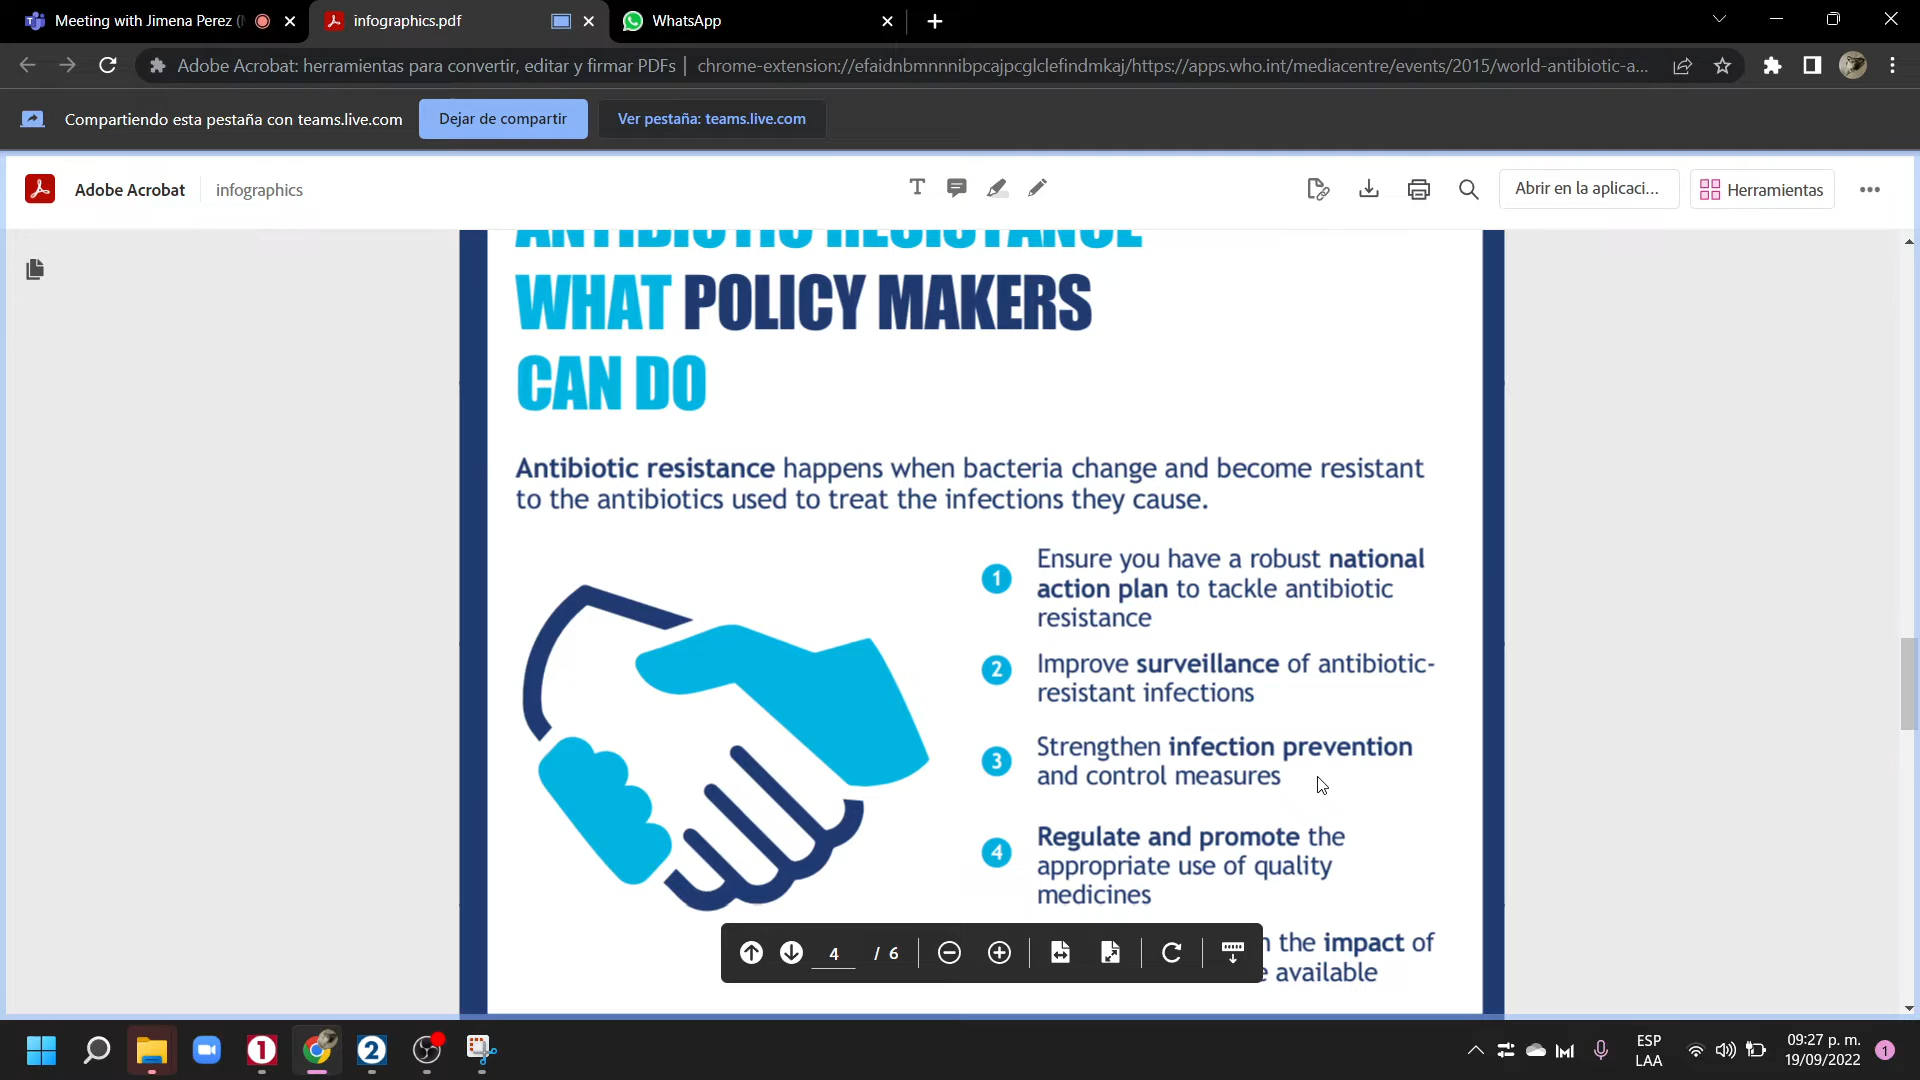 Meeting with Jimena Perez (
infographics.pdf
WhatsApp
Adobe Acrobat: herramientas para convertir, editar y firmar PDFs | chrome-extension://efaidnbmnnnibpcajpcglclefindmkaj/https://apps.who.int/mediacentre/events/2015/world-antibiotic-a...
Compartiendo esta pestaña con teams.live.com
Dejar de compartir
Ver pestaña: teams.live.com
Adobe Acrobat
infographics
Abrir en la aplicaci...
Herramientas
ANTIBIOTIC RESISTANCE
WHAT POLICY MAKERS
CAN DO
Antibiotic resistance happens when bacteria change and become resistant
to the antibiotics used to treat the infections they cause.
1 Ensure you have a robust national
action plan to tackle antibiotic
resistance
2 Improve surveillance of antibiotic-
resistant infections
3 Strengthen infection prevention
and control measures
4 Regulate and promote the
appropriate use of quality
medicines
the impact of
available
4 / 6
1
2
ESP
LAA
09:27 p. m.
19/09/2022
1